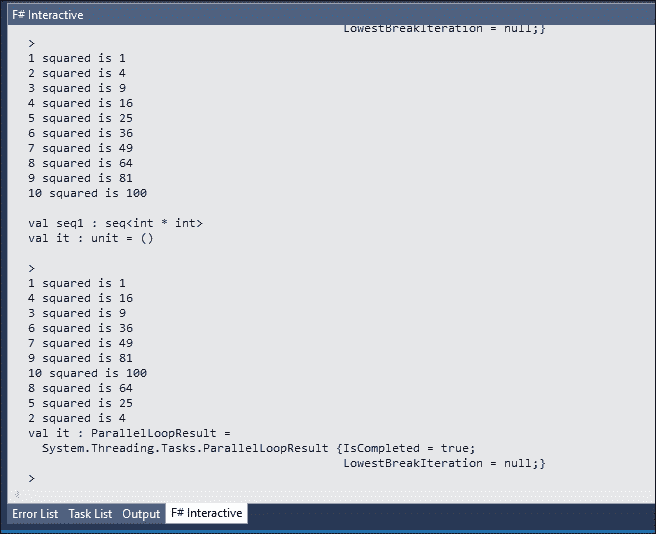 F# Interactive
LowestBreakIteration = null;}
>
1 squared is 1
2 squared is 4
3 squared is 9
4 squared is 16
5 squared is 25
6 squared is 36
7 squared is 49
8 squared is 64
9 squared is 81
10 squared is 100
val seq1 : seq<int * int>
val it : unit = ()
>
1 squared is 1
4 squared is 16
3 squared is 9
6 squared is 36
7 squared is 49
9 squared is 81
10 squared is 100
8 squared is 64
5 squared is 25
2 squared is 4
val it : ParallelLoopResult =
System.Threading.Tasks.ParallelLoopResult {IsCompleted = true;
LowestBreakIteration = null;}
>
Error List Task List Output F# Interactive